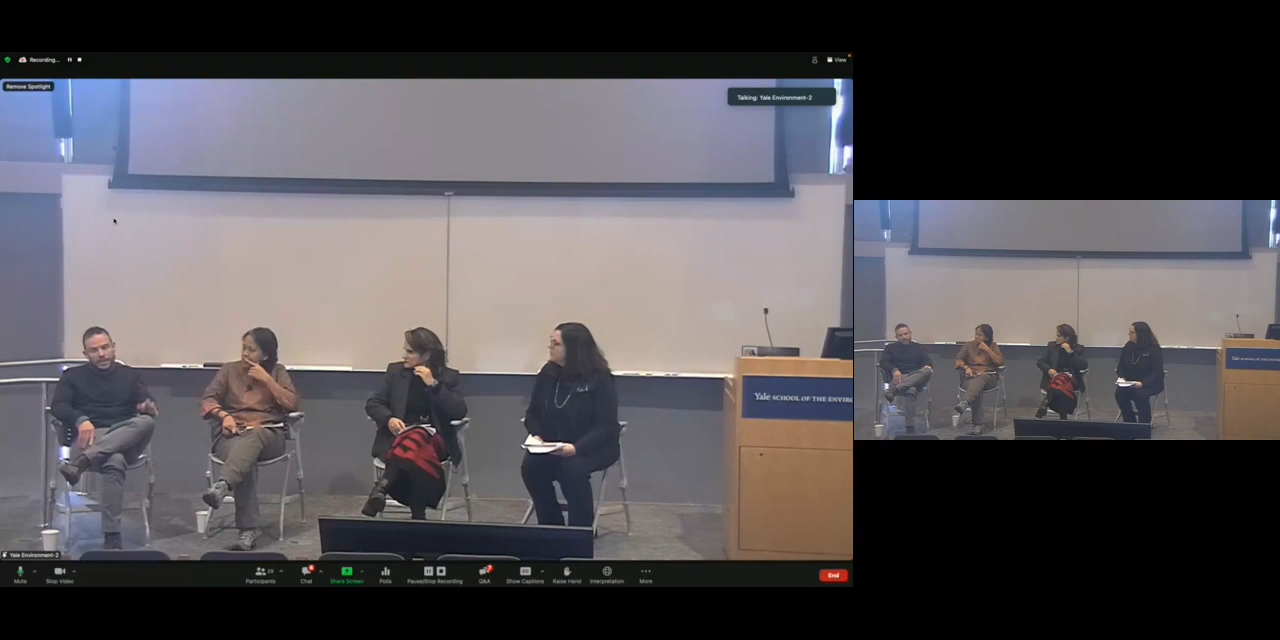 Recording...
View
Remove Spotlight
Talking: Yale Environment-2
Yale SCHOOL OF THE ENVIRO
Yale Environment-2
Mute
Stop Video
Participants
Chat
Share Screen
Polls
Pause/Stop Recording
Q&A
Show Captions
Raise Hand
Interpretation
More
End